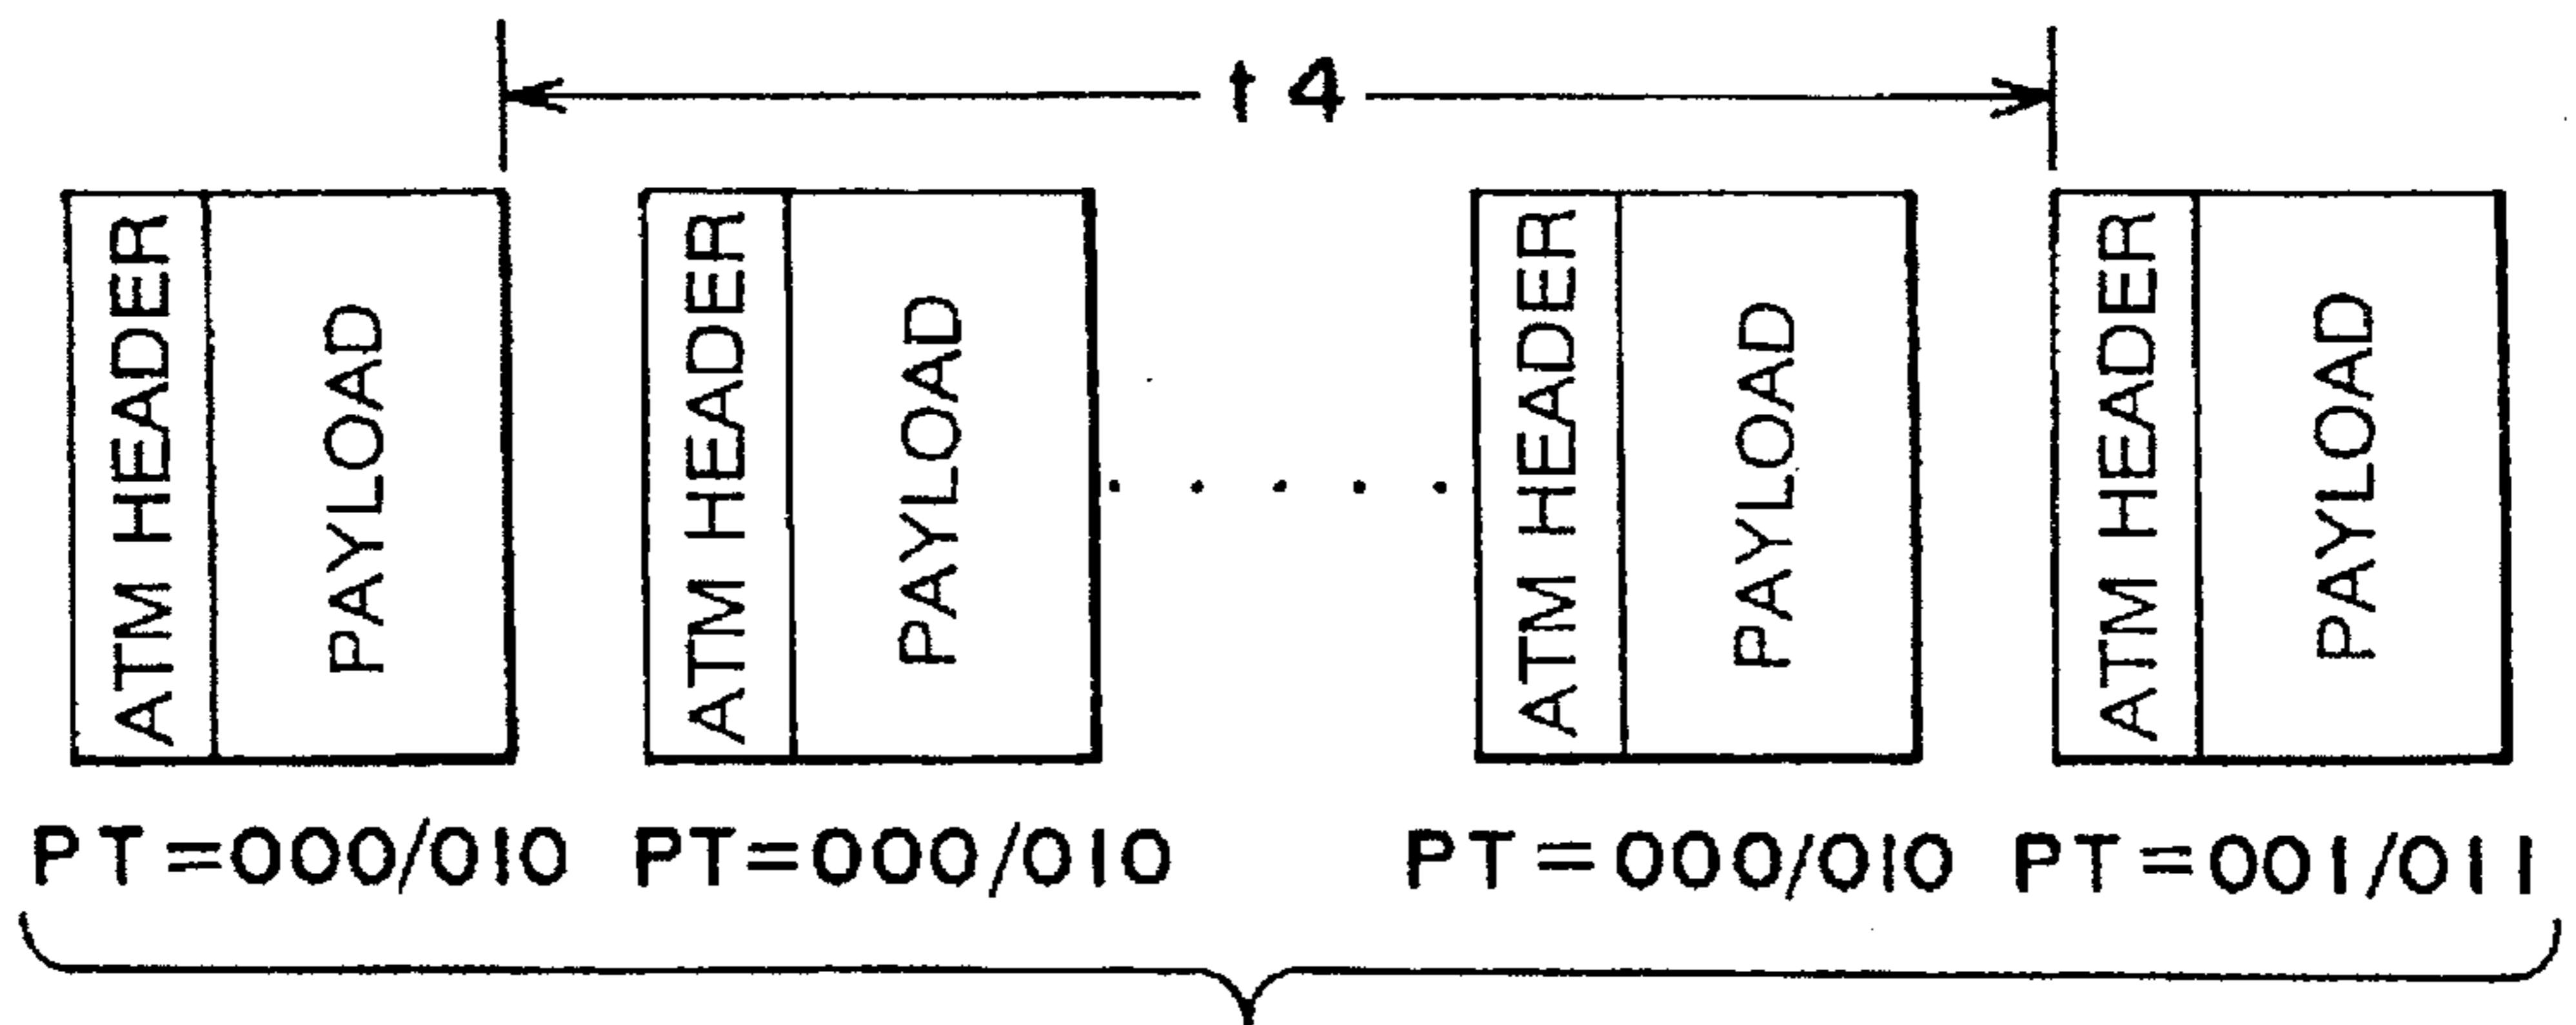 t 4
ATM HEADER PAYLOAD ATM HEADER PAYLOAD . . . . . ATM HEADER PAYLOAD ATM HEADER PAYLOAD
PT=000/010 PT=000/010 PT=000/010 PT=001/011